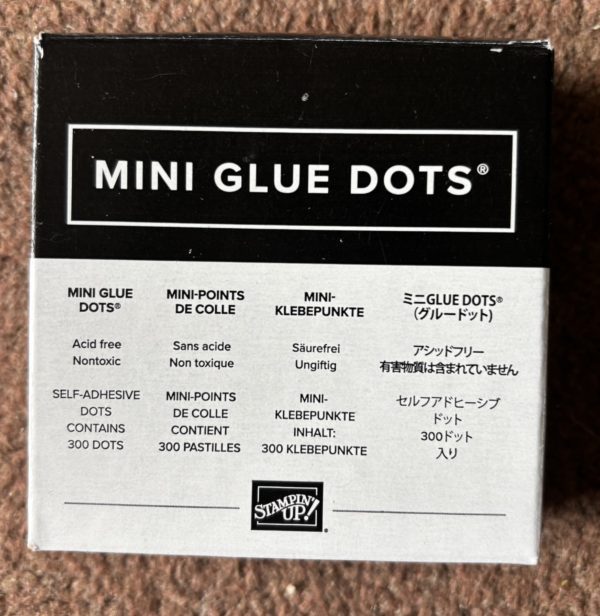 MINI GLUE DOTS®
MINI GLUE
DOTS®
Acid free
Nontoxic
SELF-ADHESIVE
DOTS
CONTAINS
300 DOTS
MINI-POINTS
DE COLLE
Sans acide
Non toxique
MINI-POINTS
DE COLLE
CONTIENT
300 PASTILLES
MINI-
KLEBEPUNKTE
Säurefrei
Ungiftig
MINI-
KLEBEPUNKTE
INHALT:
300 KLEBEPUNKTE
ミニGLUE DOTS®
(グルードット)
アシッドフリー
有害物質は含まれていません
セルフアドヒーシブ
ドット
300ドット
入り
STAMPIN'
UP!®